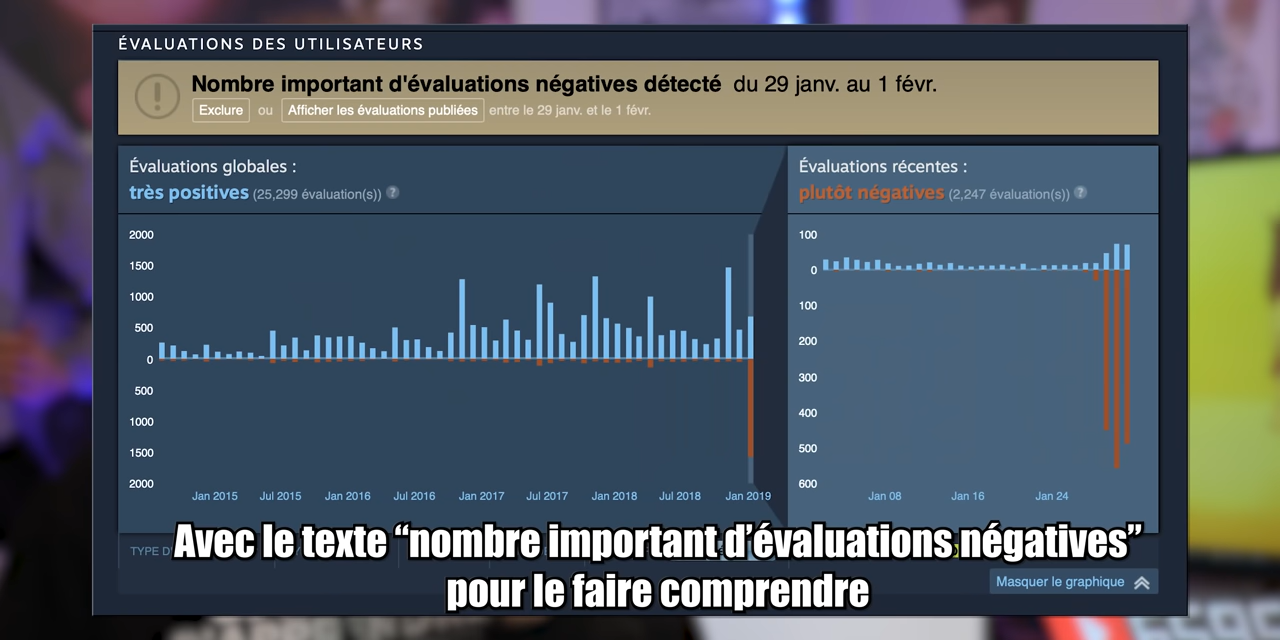 ÉVALUATIONS DES UTILISATEURS
Nombre important d'évaluations négatives détecté du 29 janv. au 1 févr.
Exclure ou Afficher les évaluations publiées entre le 29 janv. et le 1 févr.
Évaluations globales :
très positives (25,299 évaluation(s)) ?
2000
1500
1000
500
0
500
1000
1500
2000
Jan 2015 Jul 2015 Jan 2016 Jul 2016 Jan 2017 Jul 2017 Jan 2018 Jul 2018 Jan 2019
Évaluations récentes :
plutôt négatives (2,247 évaluation(s)) ?
100
0
100
200
300
400
500
600
Jan 08 Jan 16 Jan 24
TYPE
Avec le texte “nombre important d’évaluations négatives”
pour le faire comprendre
Masquer le graphique